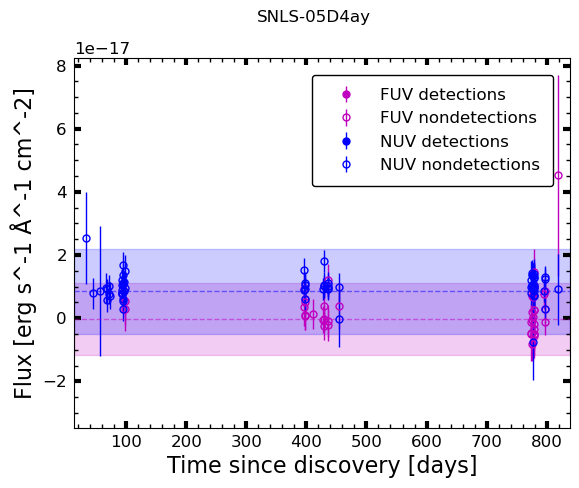 SNLS-05D4ay
1e−17
FUV detections
FUV nondetections
NUV detections
NUV nondetections
8
6
4
2
0
−2
Flux [erg s^-1 Å^-1 cm^-2]
100 200 300 400 500 600 700 800
Time since discovery [days]